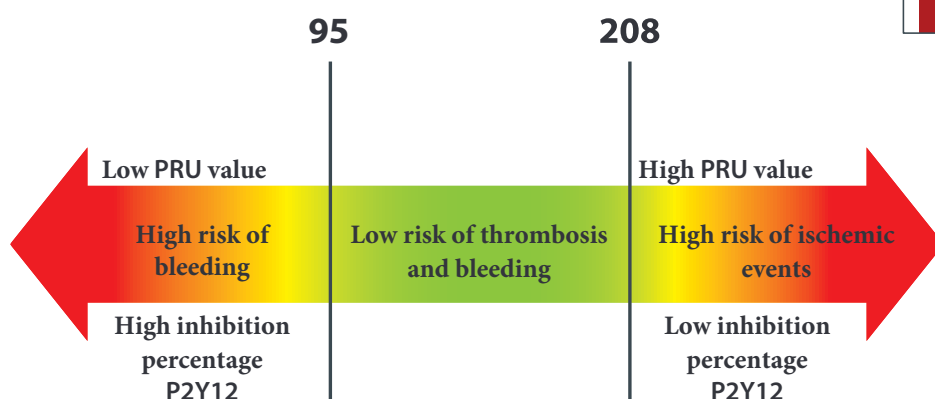 95
208
Low PRU value
High PRU value
High risk of
bleeding
Low risk of thrombosis
and bleeding
High risk of ischemic
events
High inhibition
percentage
P2Y12
Low inhibition
percentage
P2Y12